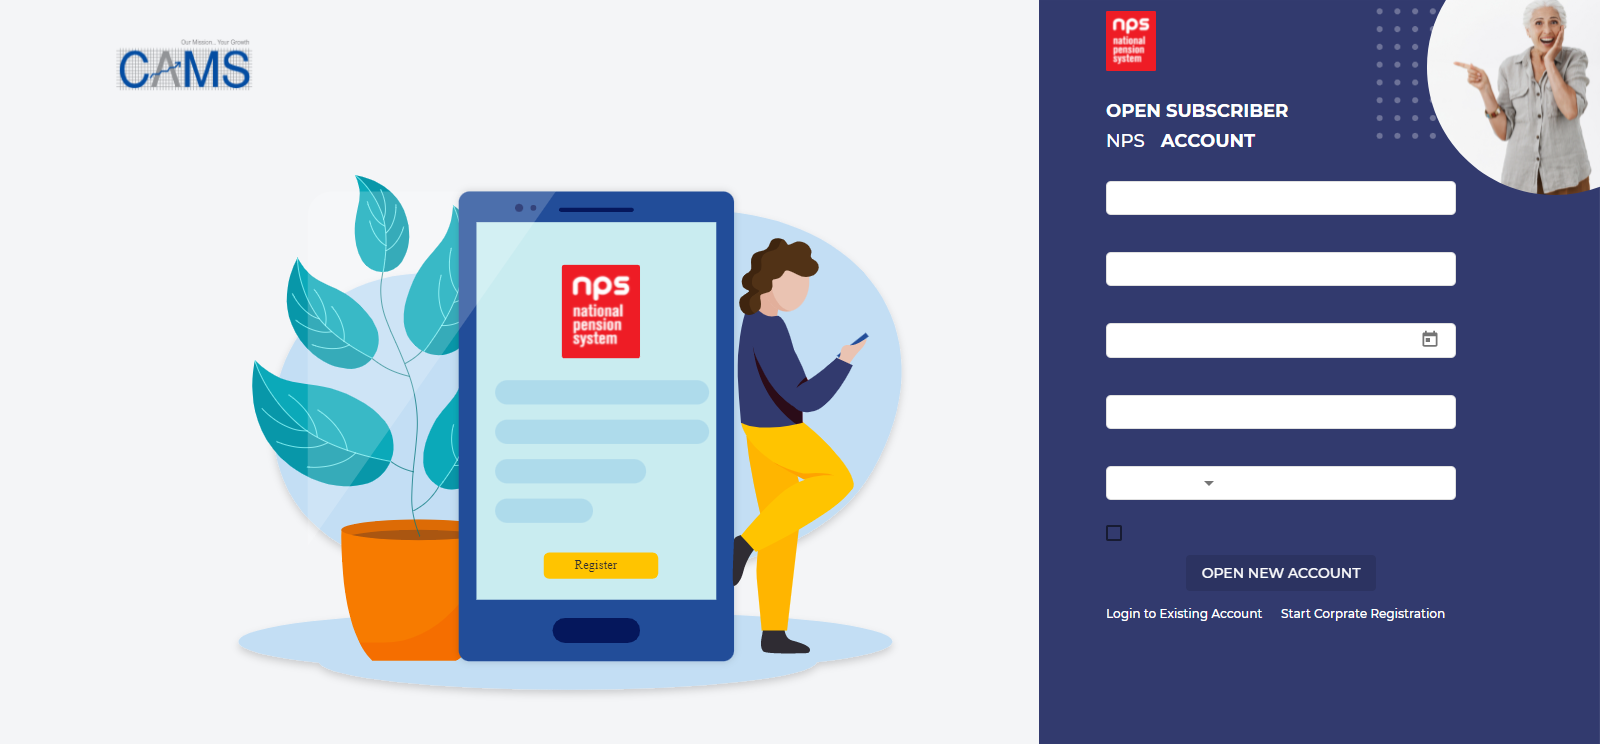 Our Mission... Your Growth
CAMS
nps
national
pension
system
Register
nps
national
pension
system
OPEN SUBSCRIBER
NPS ACCOUNT
OPEN NEW ACCOUNT
Login to Existing Account Start Corprate Registration